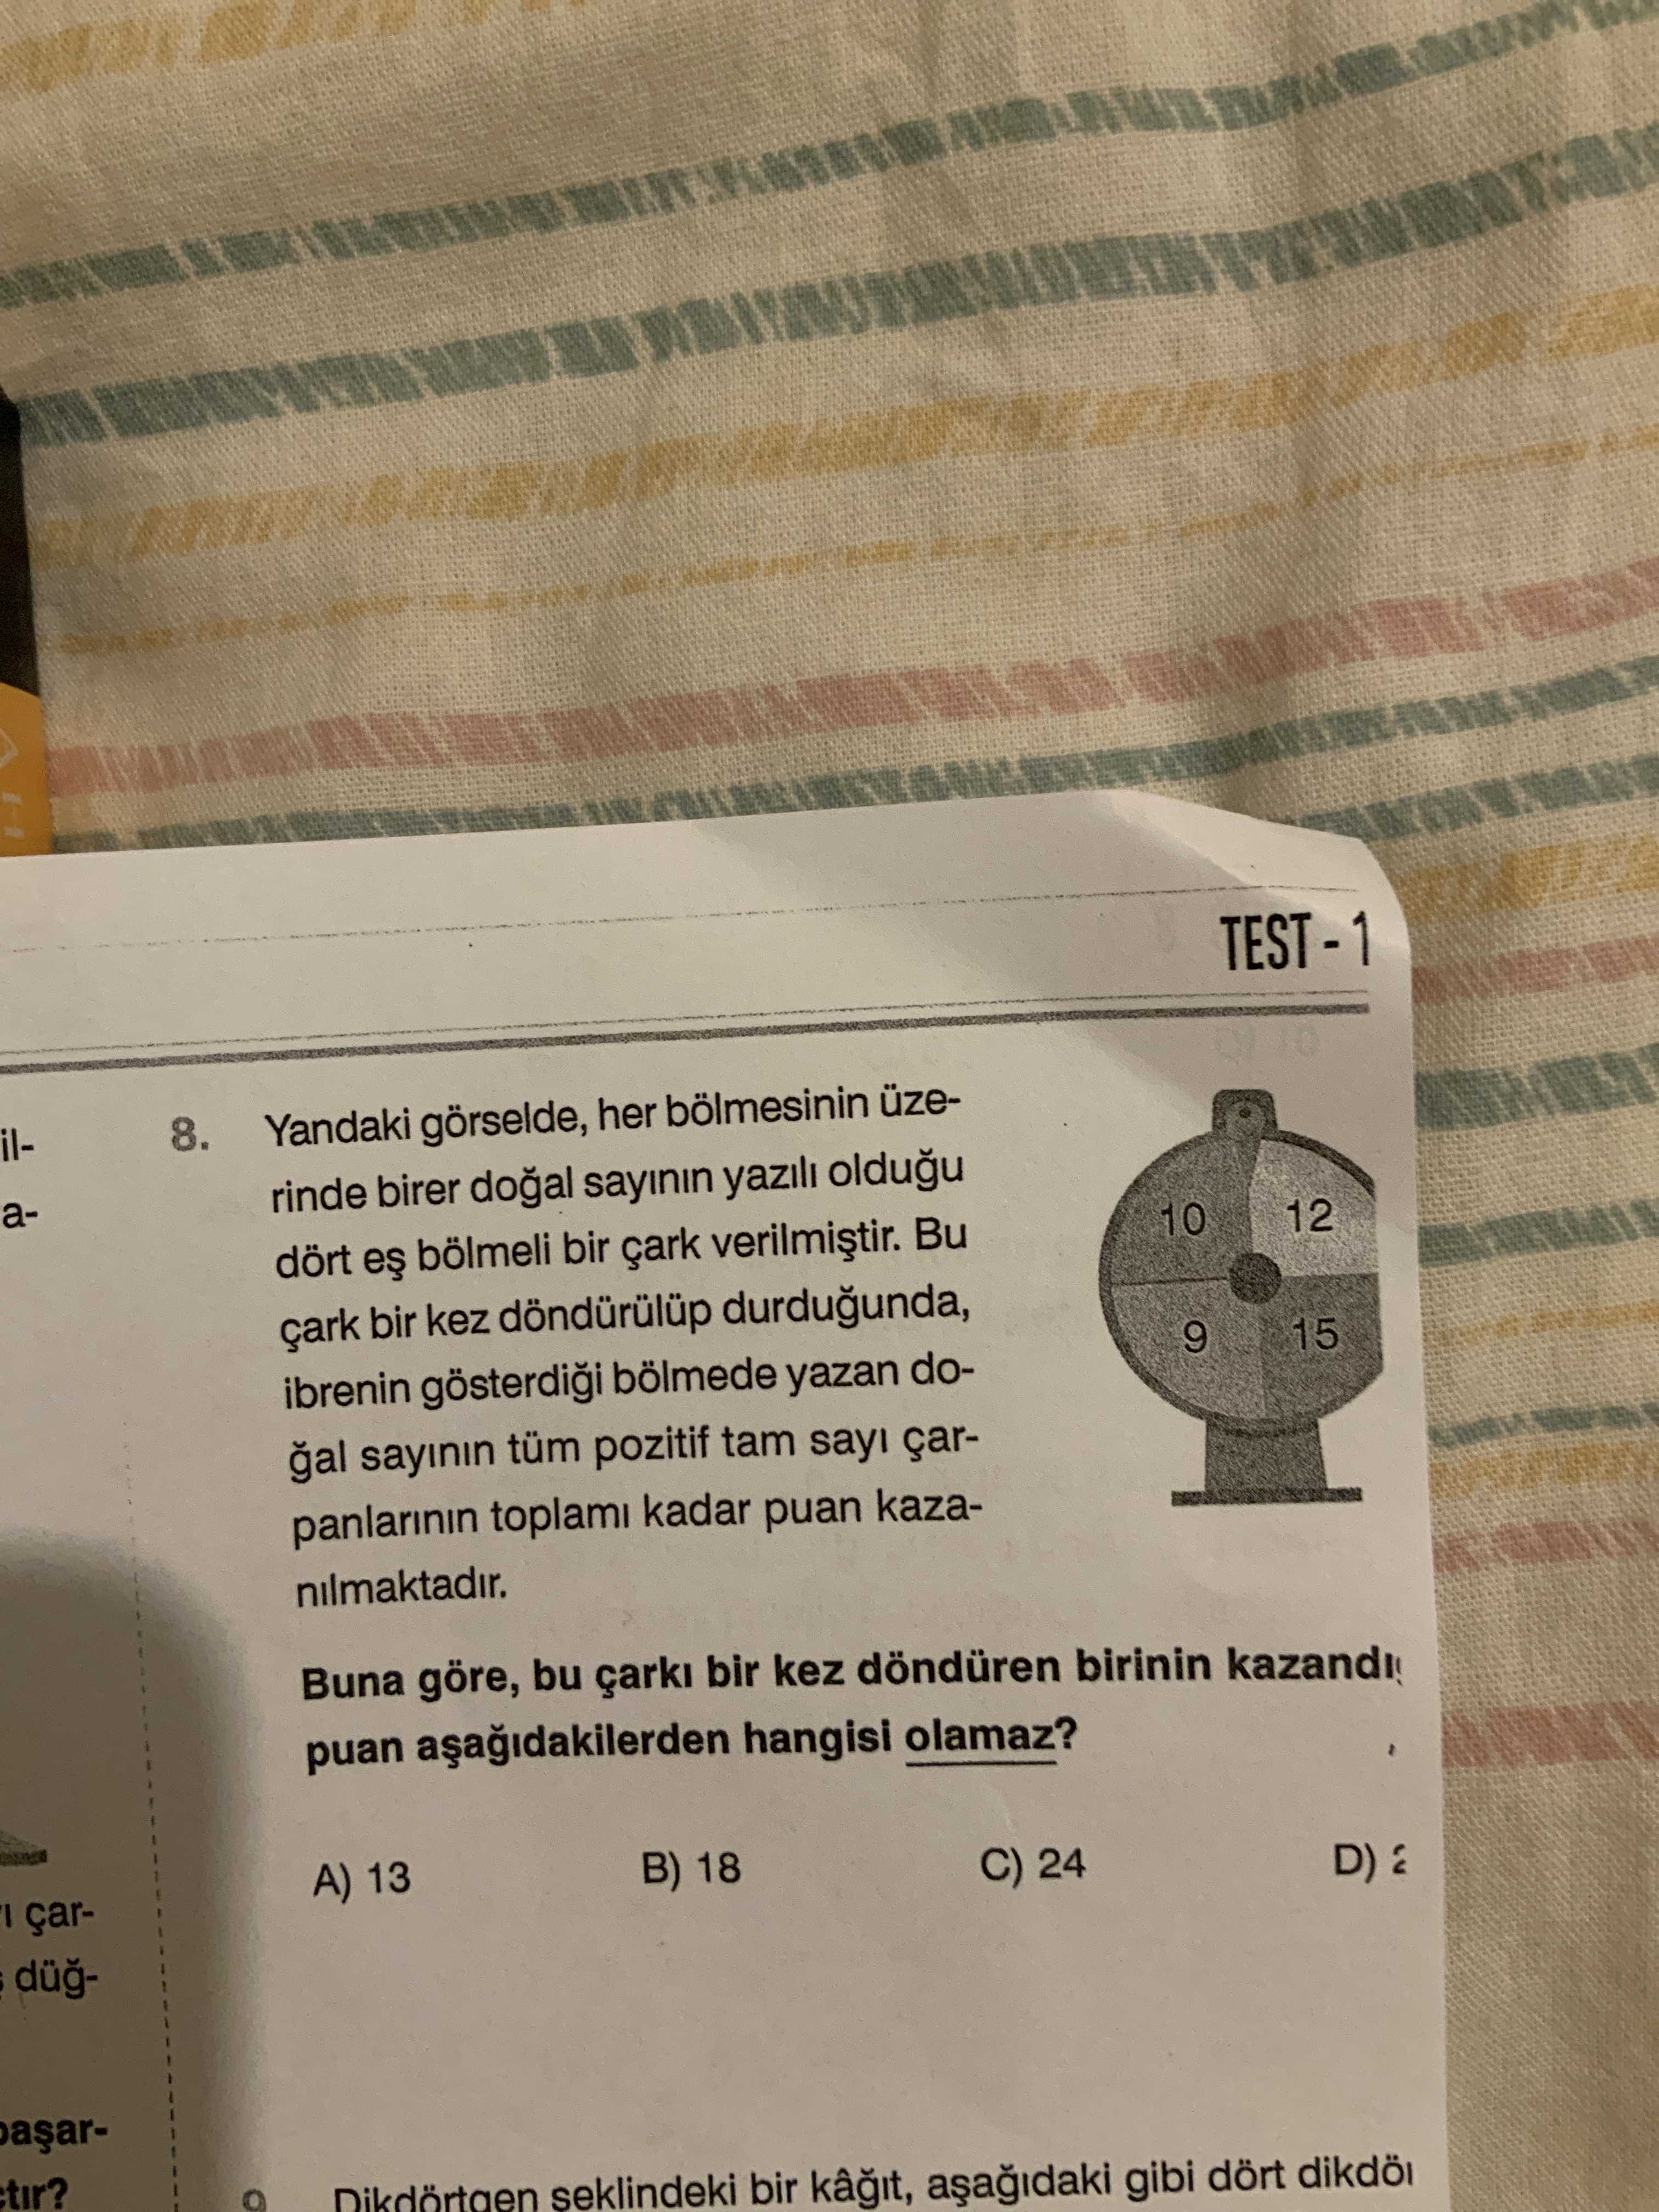 TEST - 1
il-
a-
8. Yandaki görselde, her bölmesinin üze-
rinde birer doğal sayının yazılı olduğu
dört eş bölmeli bir çark verilmiştir. Bu
çark bir kez döndürülüp durduğunda,
ibrenin gösterdiği bölmede yazan do-
ğal sayının tüm pozitif tam sayı çar-
panlarının toplamı kadar puan kaza-
nılmaktadır.
10 12
9 15
Buna göre, bu çarkı bir kez döndüren birinin kazandı
puan aşağıdakilerden hangisi olamaz?
A) 13 B) 18 C) 24 D) 2
ı çar-
düğ-
başar-
tır?
9 Dikdörtgen şeklindeki bir kâğıt, aşağıdaki gibi dört dikdö